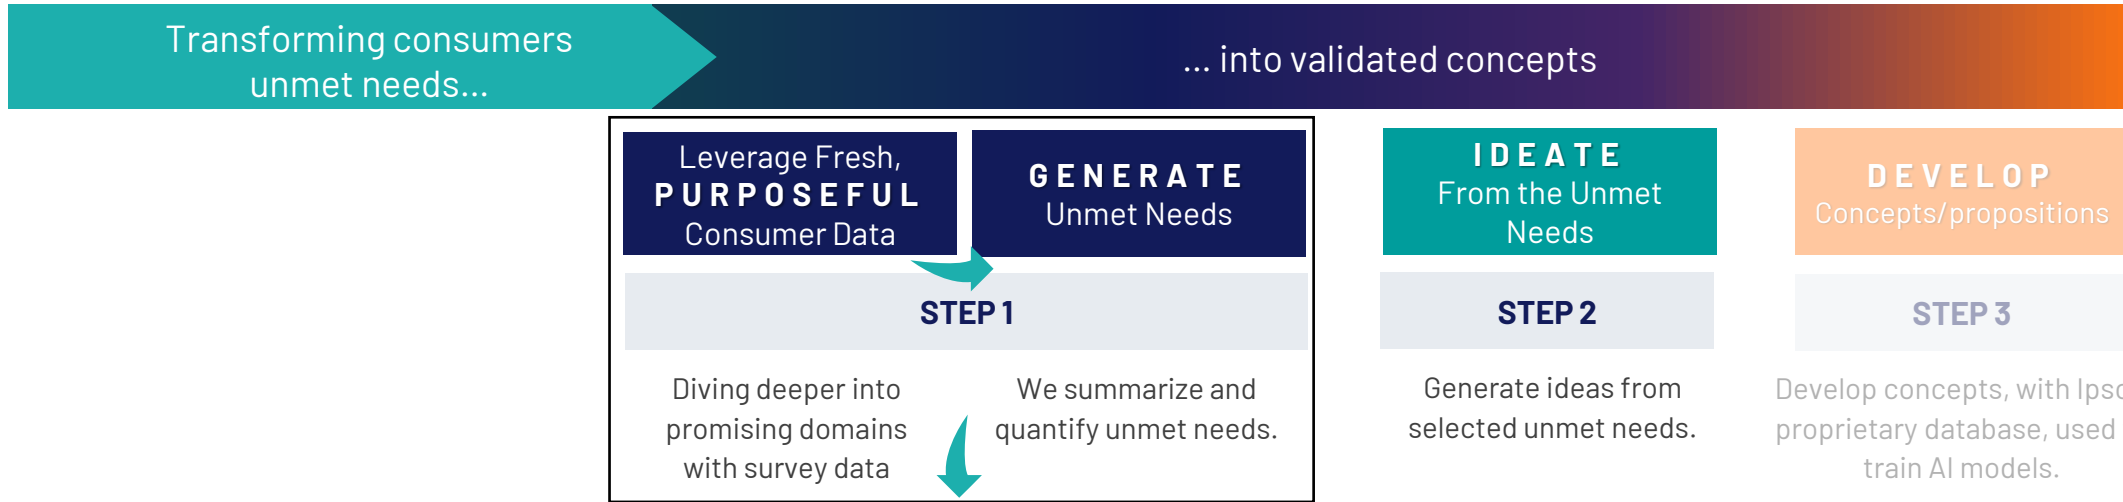 Transforming consumers
unmet needs...
... into validated concepts
Leverage Fresh,
PURPOSEFUL
Consumer Data
GENERATE
Unmet Needs
STEP 1
Diving deeper into
promising domains
with survey data
We summarize and
quantify unmet needs.
IDEATE
From the Unmet
Needs
STEP 2
Generate ideas from
selected unmet needs.
DEVELOP
Concepts/propositions
STEP 3
Develop concepts, with
proprietary database, used
train AI models.